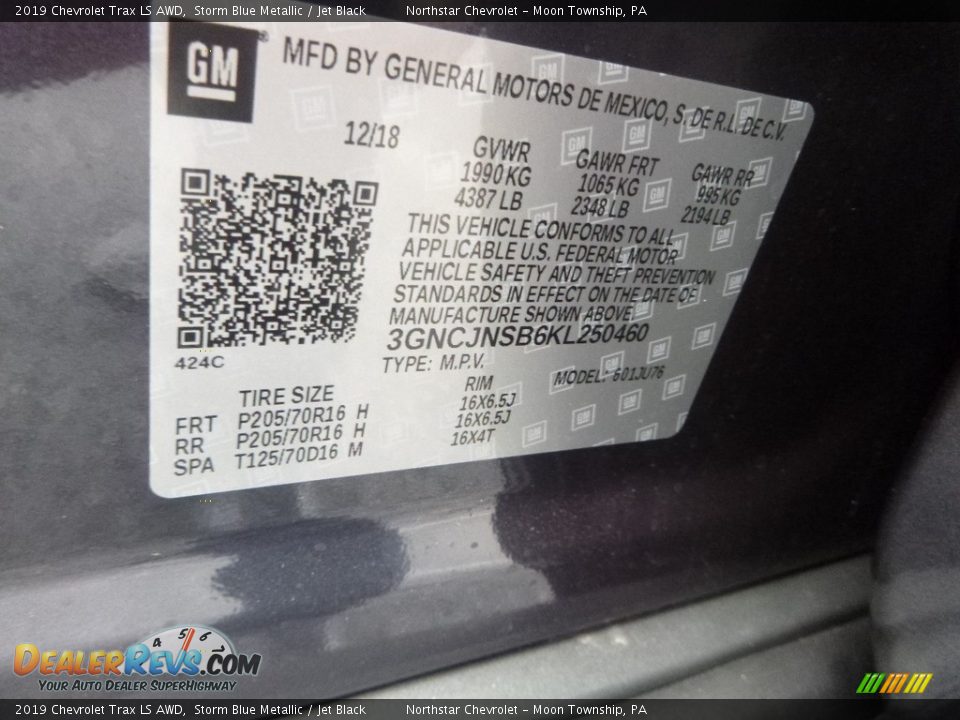 2019 Chevrolet Trax LS AWD, Storm Blue Metallic / Jet Black Northstar Chevrolet - Moon Township, PA
GM ®
MFD BY GENERAL MOTORS DE MEXICO, S. DE R.L. DE C.V.
12/18 GVWR GAWR FRT GAWR RR
1990 KG 1065 KG 995 KG
4387 LB 2348 LB 2194 LB
THIS VEHICLE CONFORMS TO ALL
APPLICABLE U.S. FEDERAL MOTOR
VEHICLE SAFETY AND THEFT PREVENTION
STANDARDS IN EFFECT ON THE DATE OF
MANUFACTURE SHOWN ABOVE.
3GNCJNSB6KL250460
424C TYPE: M.P.V. MODEL: 601JU76
TIRE SIZE RIM
FRT P205/70R16 H 16X6.5J
RR P205/70R16 H 16X6.5J
SPA T125/70D16 M 16X4T
4 5 6
DEALERREVS.COM
YOUR AUTO DEALER SUPERHIGHWAY
2019 Chevrolet Trax LS AWD, Storm Blue Metallic / Jet Black Northstar Chevrolet - Moon Township, PA